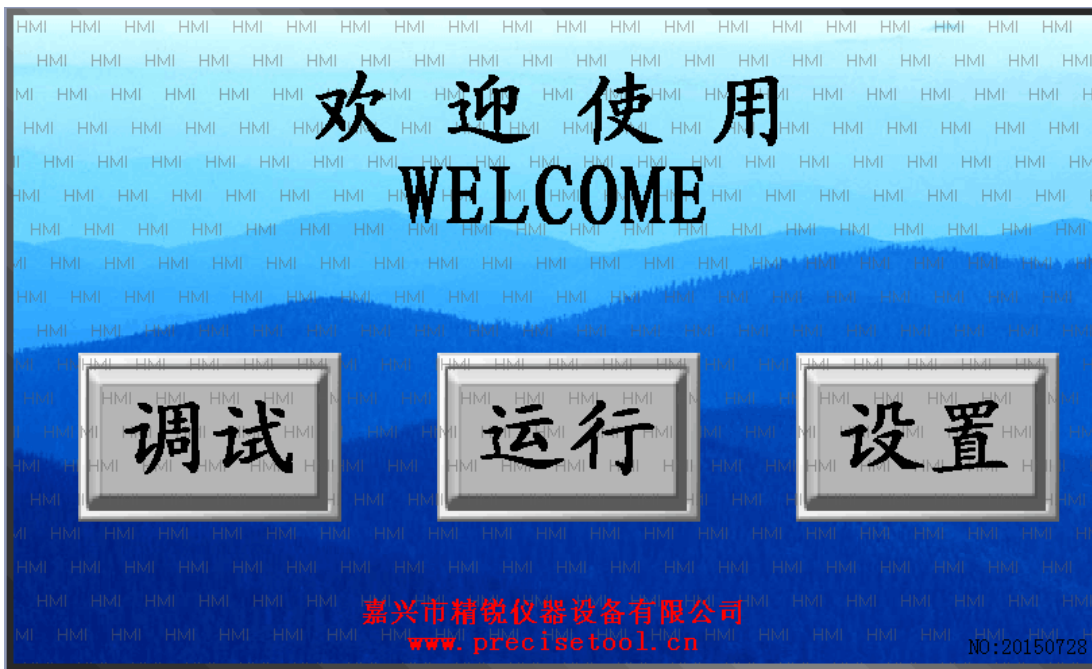 欢迎使用
WELCOME
调试 运行 设置
嘉兴市精锐仪器设备有限公司
www.precisetool.cn
NO:20150728